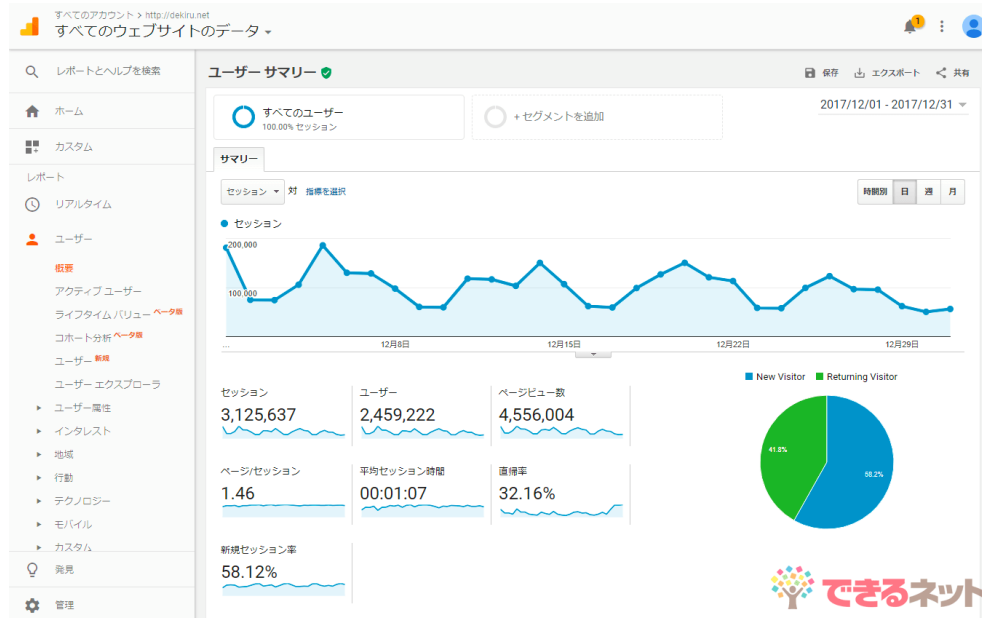 すべてのアカウント > http://dekiru.net
すべてのウェブサイトのデータ
1
レポートとヘルプを検索
ホーム
カスタム
レポート
リアルタイム
ユーザー
概要
アクティブ ユーザー
ライフタイム バリュー ベータ版
コホート分析 ベータ版
ユーザー 新規
ユーザー エクスプローラ
ユーザー属性
インタレスト
地域
行動
テクノロジー
モバイル
カスタム
発見
管理
ユーザー サマリー
保存 エクスポート 共有
すべてのユーザー
100.00% セッション
+ セグメントを追加
2017/12/01 - 2017/12/31
サマリー
セッション 対 指標を選択
時間別 日 週 月
セッション
200,000
100,000
... 12月8日 12月15日 12月22日 12月29日
New Visitor Returning Visitor
セッション
3,125,637
ユーザー
2,459,222
ページビュー数
4,556,004
ページ/セッション
1.46
平均セッション時間
00:01:07
直帰率
32.16%
新規セッション率
58.12%
41.8%
58.2%
できるネット